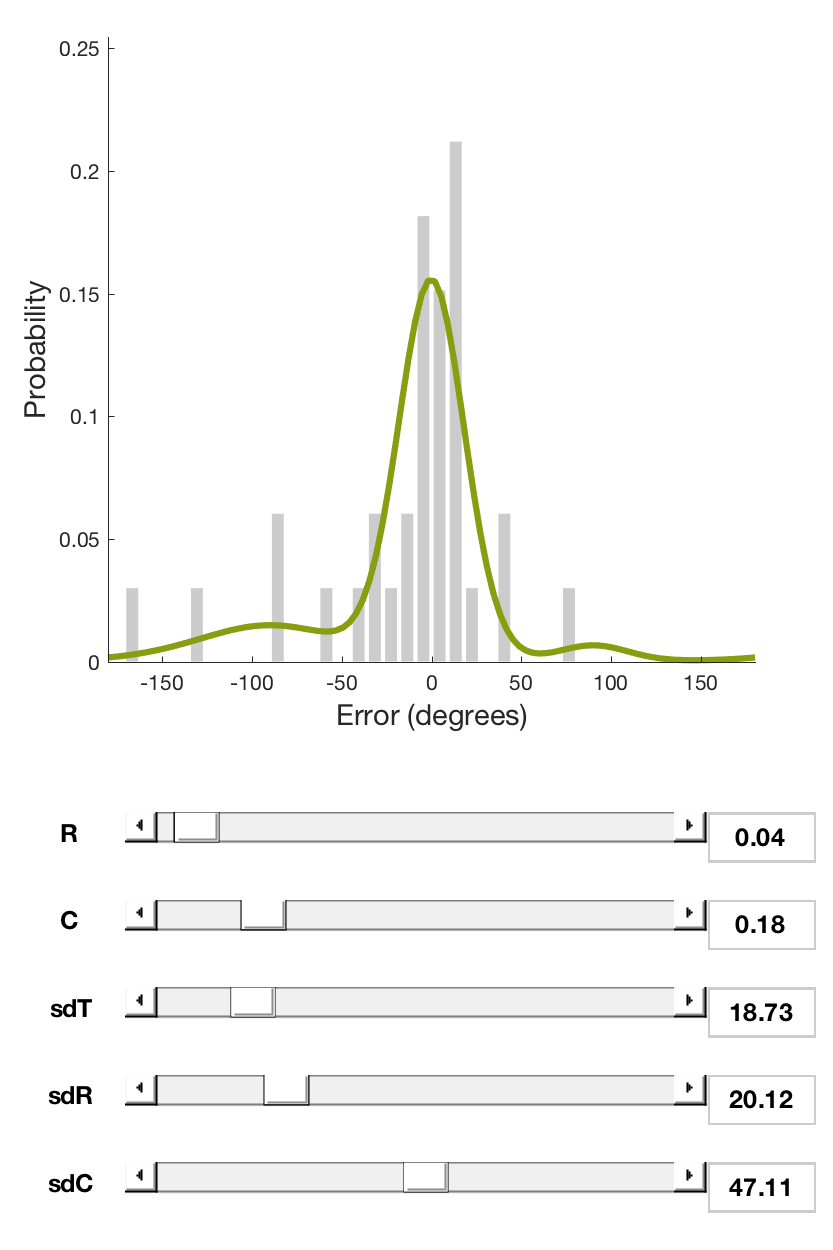 0.25
0.2
0.15
0.1
0.05
0
Probability
-150 -100 -50 0 50 100 150
Error (degrees)
R 0.04
C 0.18
sdT 18.73
sdR 20.12
sdC 47.11